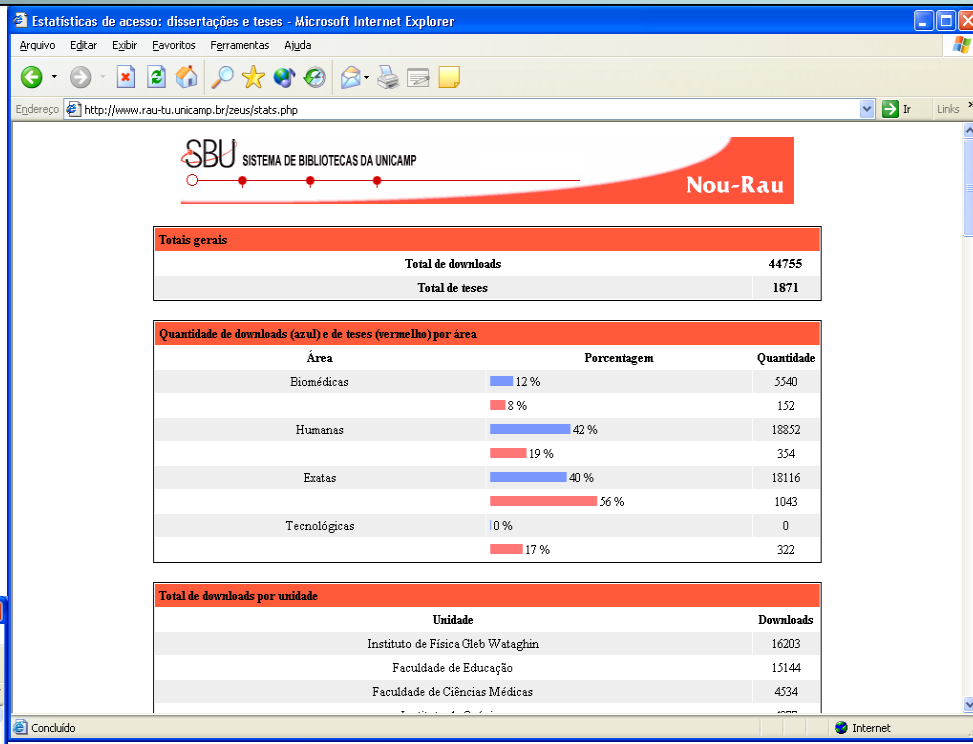 Estatísticas de acesso: dissertações e teses - Microsoft Internet Explorer
Arquivo Editar Exibir Favoritos Ferramentas Ajuda
Endereço http://www.rau-tu.unicamp.br/zeus/stats.php Ir Links »
SBU SISTEMA DE BIBLIOTECAS DA UNICAMP
Nou-Rau
Totais gerais
Total de downloads 44755
Total de teses 1871
Quantidade de downloads (azul) e de teses (vermelho) por área
Área Porcentagem Quantidade
Biomédicas 12 % 5540
8 % 152
Humanas 42 % 18852
19 % 354
Exatas 40 % 18116
56 % 1043
Tecnológicas 0 % 0
17 % 322
Total de downloads por unidade
Unidade Downloads
Instituto de Física Gleb Wataghin 16203
Faculdade de Educação 15144
Faculdade de Ciências Médicas 4534
Concluído Internet